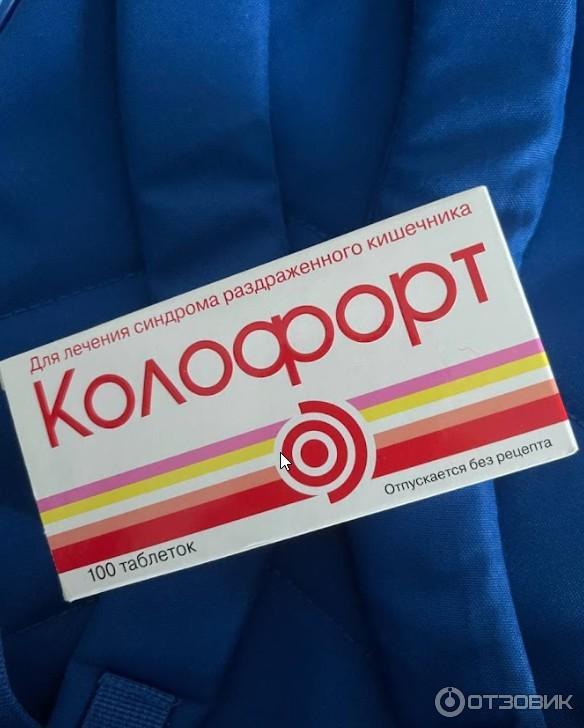 Для лечения синдрома раздраженного кишечника
Колофорт
Отпускается без рецепта
100 таблеток
ОТЗОВИК